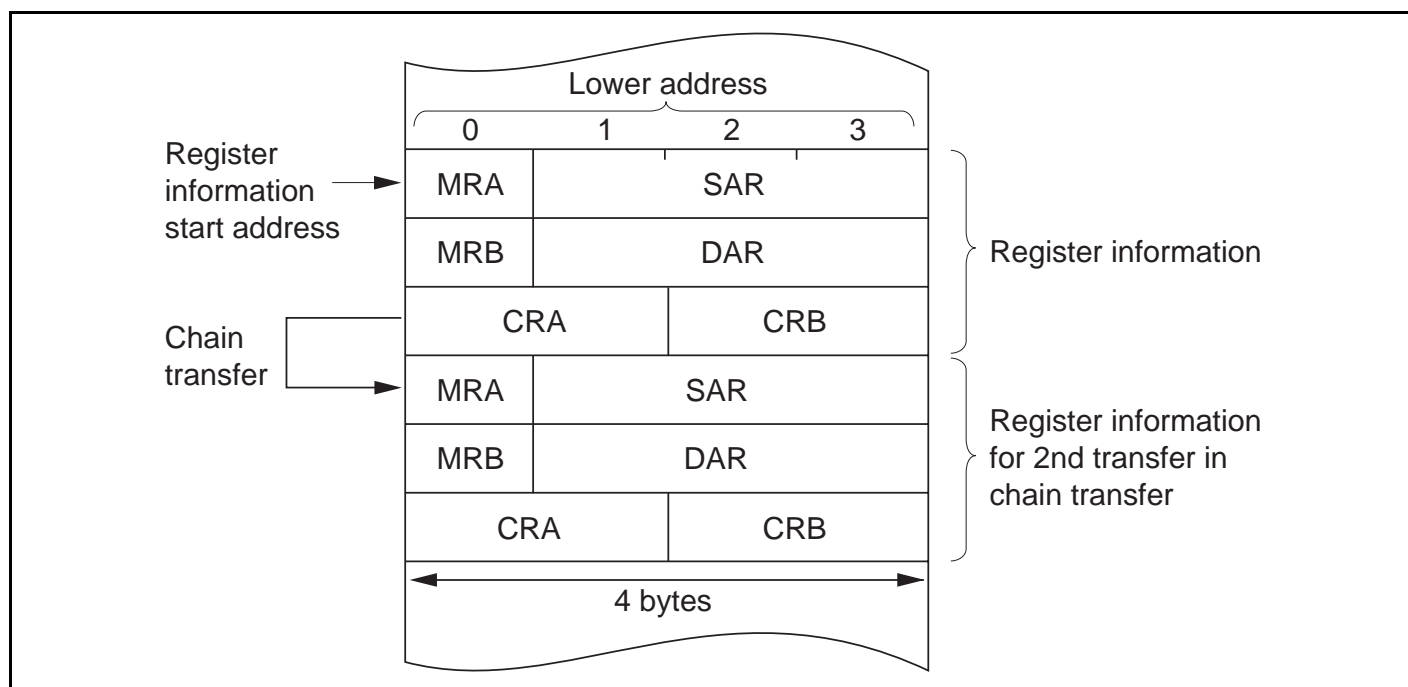 Lower address
0 1 2 3
Register
information
start address
MRA SAR
MRB DAR
Register information
CRA CRB
Chain
transfer
MRA SAR
MRB DAR
Register information
for 2nd transfer in
chain transfer
CRA CRB
4 bytes